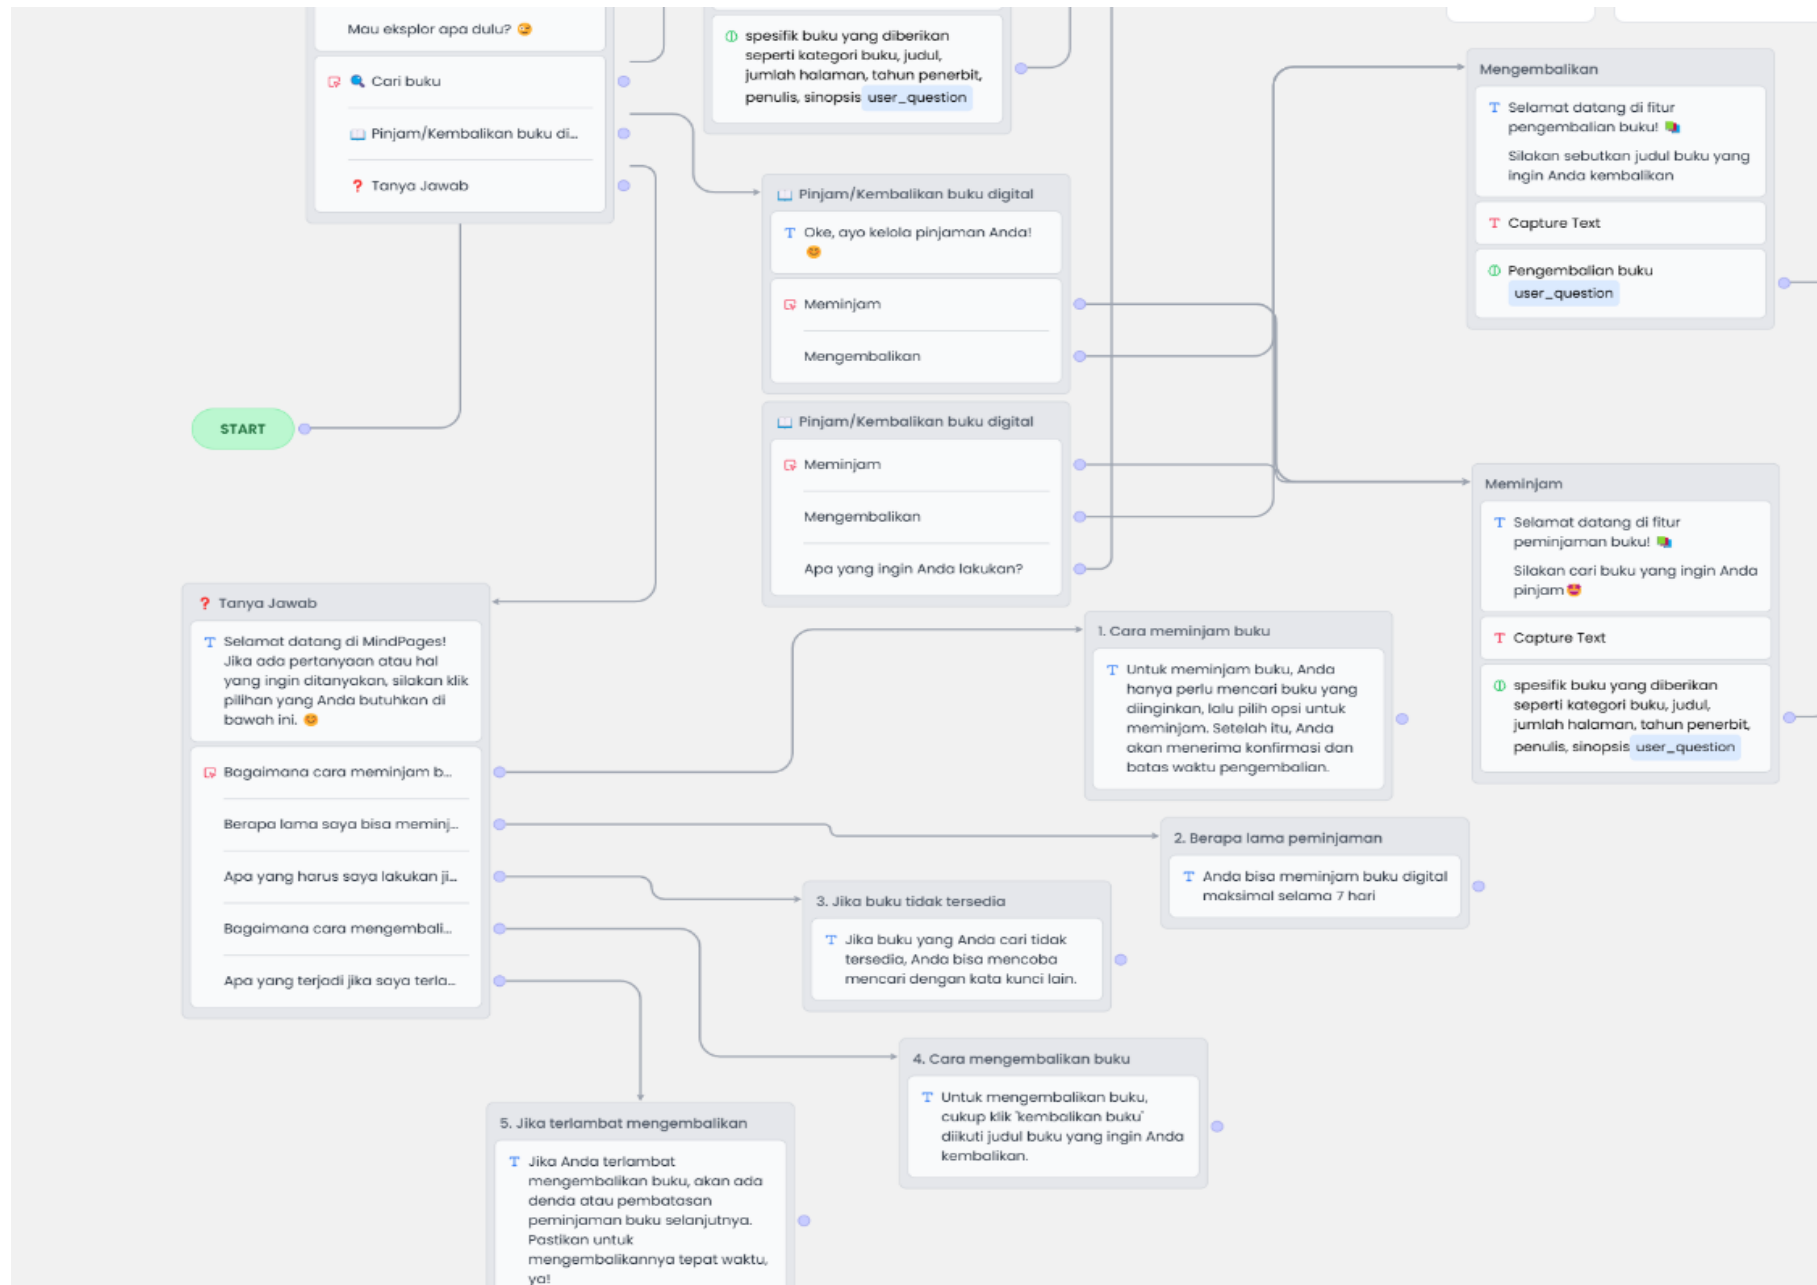 Mau eksplor apa dulu? 😜
🔍 Cari buku
📖 Pinjam/Kembalikan buku di...
❓ Tanya Jawab
spesifik buku yang diberikan
seperti kategori buku, judul,
jumlah halaman, tahun penerbit,
penulis, sinopsis user_question
📖 Pinjam/Kembalikan buku digital
Oke, ayo kelola pinjaman Anda!
😊
Meminjam
Mengembalikan
📖 Pinjam/Kembalikan buku digital
Meminjam
Mengembalikan
Apa yang ingin Anda lakukan?
Mengembalikan
Selamat datang di fitur
pengembalian buku! 📚
Silakan sebutkan judul buku yang
ingin Anda kembalikan
Capture Text
Pengembalian buku
user_question
START
Meminjam
Selamat datang di fitur
peminjaman buku! 📚
Silakan cari buku yang ingin Anda
pinjam🤩
Capture Text
spesifik buku yang diberikan
seperti kategori buku, judul,
jumlah halaman, tahun penerbit,
penulis, sinopsis user_question
❓ Tanya Jawab
Selamat datang di MindPages!
Jika ada pertanyaan atau hal
yang ingin ditanyakan, silakan klik
pilihan yang Anda butuhkan di
bawah ini. 😊
Bagaimana cara meminjam b...
Berapa lama saya bisa meminj...
Apa yang harus saya lakukan ji...
Bagaimana cara mengembali...
Apa yang terjadi jika saya terla...
1. Cara meminjam buku
Untuk meminjam buku, Anda
hanya perlu mencari buku yang
diinginkan, lalu pilih opsi untuk
meminjam. Setelah itu, Anda
akan menerima konfirmasi dan
batas waktu pengembalian.
2. Berapa lama peminjaman
Anda bisa meminjam buku digital
maksimal selama 7 hari
3. Jika buku tidak tersedia
Jika buku yang Anda cari tidak
tersedia, Anda bisa mencoba
mencari dengan kata kunci lain.
4. Cara mengembalikan buku
Untuk mengembalikan buku,
cukup klik 'kembalikan buku'
diikuti judul buku yang ingin Anda
kembalikan.
5. Jika terlambat mengembalikan
Jika Anda terlambat
mengembalikan buku, akan ada
denda atau pembatasan
peminjaman buku selanjutnya.
Pastikan untuk
mengembalikannya tepat waktu,
ya!